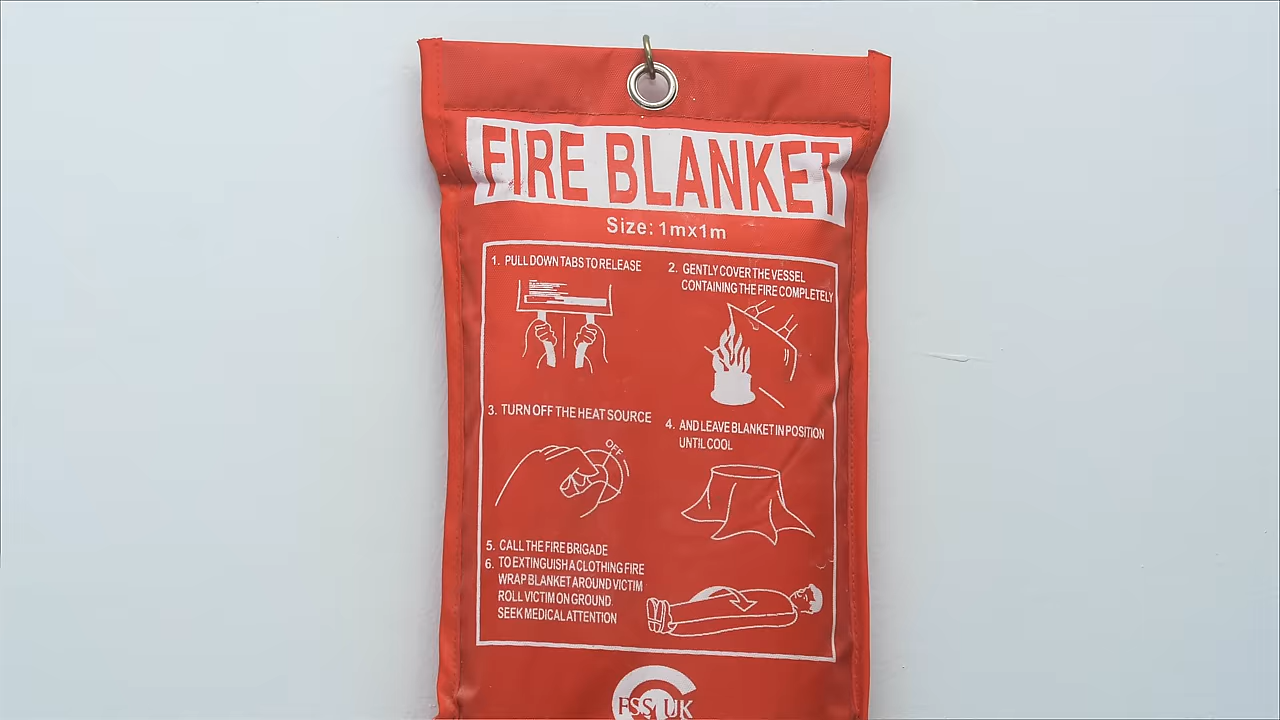 FIRE BLANKET
Size: 1mx1m
1. PULL DOWN TABS TO RELEASE
2. GENTLY COVER THE VESSEL
CONTAINING THE FIRE COMPLETELY
3. TURN OFF THE HEAT SOURCE
OFF
4. AND LEAVE BLANKET IN POSITION
UNTIL COOL
5. CALL THE FIRE BRIGADE
6. TO EXTINGUISH A CLOTHING FIRE
WRAP BLANKET AROUND VICTIM
ROLL VICTIM ON GROUND.
SEEK MEDICAL ATTENTION
FSS UK